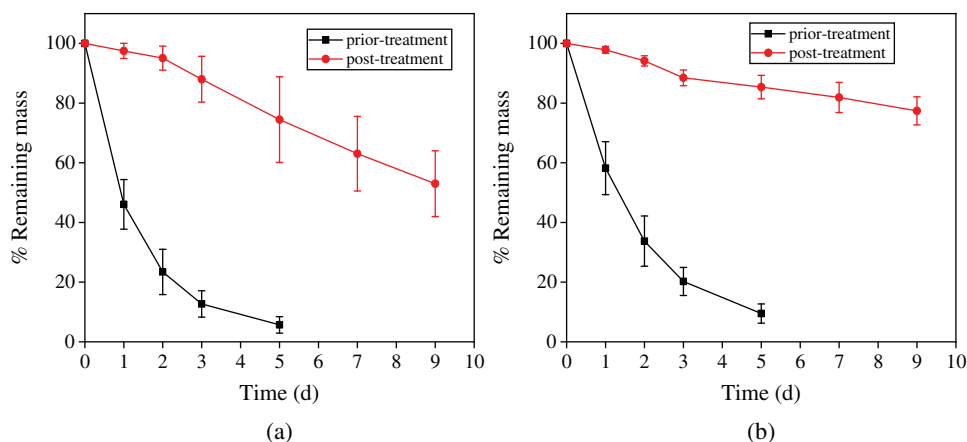 100
80
60
40
20
0
% Remaining mass
prior-treatment
post-treatment
0 1 2 3 4 5 6 7 8 9 10
Time (d)
(a)
100
80
60
40
20
0
% Remaining mass
prior-treatment
post-treatment
0 1 2 3 4 5 6 7 8 9 10
Time (d)
(b)